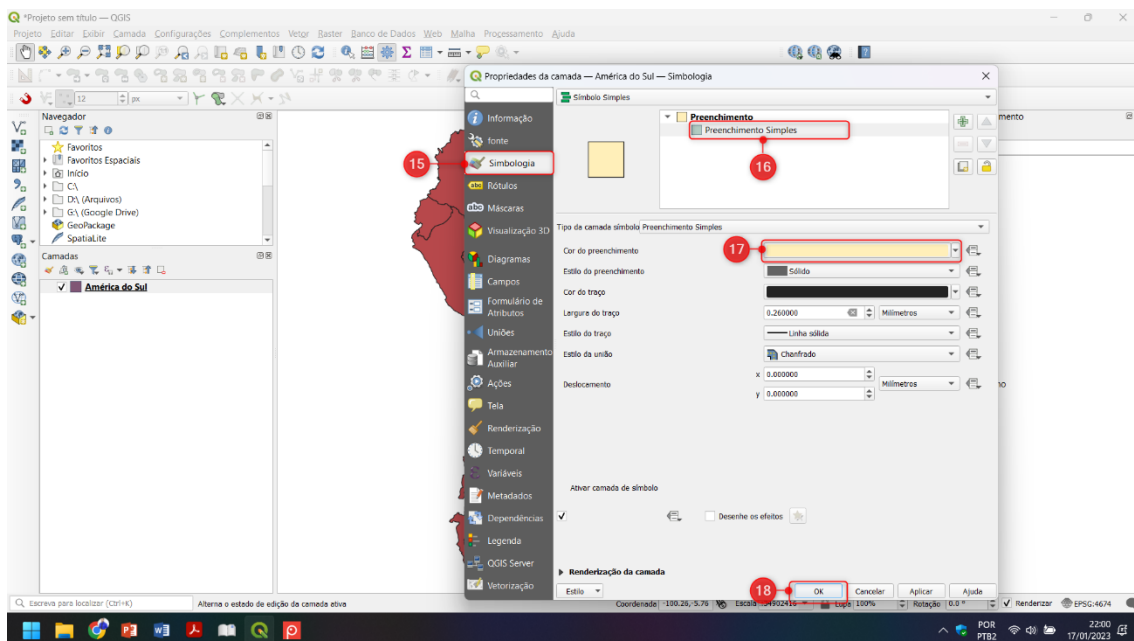 *Projeto sem título — QGIS
Projeto Editar Exibir Camada Configurações Complementos Vetor Raster Banco de Dados Web Malha Processamento Ajuda
12 px
Navegador
Favoritos
Favoritos Espaciais
Início
C:\
D:\ (Arquivos)
G:\ (Google Drive)
GeoPackage
SpatiaLite
Camadas
América do Sul
Propriedades da camada — América do Sul — Simbologia
Informação
fonte
15
Simbologia
abc Rótulos
abc Máscaras
Visualização 3D
Diagramas
Campos
Formulário de
Atributos
Uniões
Armazenamento
Auxiliar
Ações
Tela
Renderização
Temporal
Variáveis
Metadados
Dependências
Legenda
QGIS Server
Vetorização
Símbolo Simples
Preenchimento
Preenchimento Simples
16
Tipo da camada símbolo Preenchimento Simples
Cor do preenchimento
17
Estilo do preenchimento Sólido
Cor do traço
Largura do traço 0.260000 Milímetros
Estilo do traço Linha sólida
Estilo da união Chanfrado
Deslocamento
x 0.000000
y 0.000000
Milímetros
Ativar camada de símbolo
Desenhe os efeitos
Renderização da camada
Estilo
18
OK Cancelar Aplicar Ajuda
mento
no
Escreva para localizar (Ctrl+K) Alterna o estado de edição da camada ativa Coordenada -100.26,-5.76 Escala Lupa 100% Rotação 0.0 ° Renderizar EPSG:4674
POR
PTB2
22:00
17/01/2023